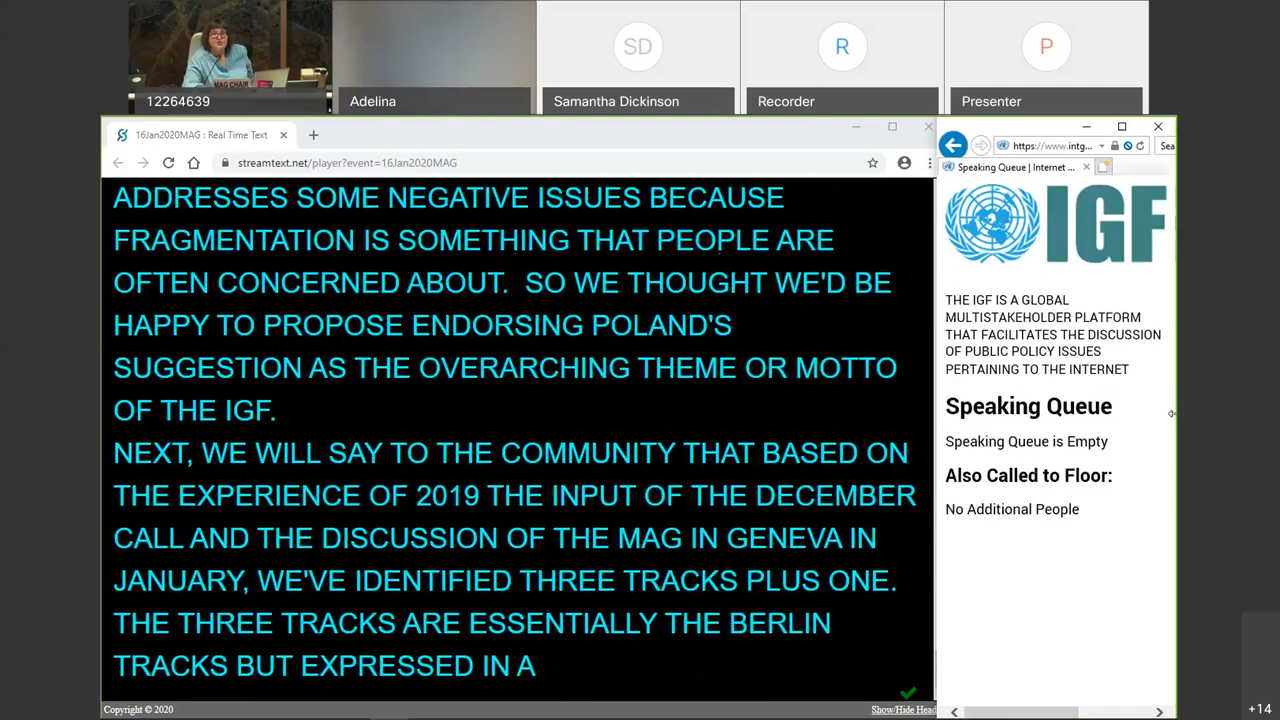 MAG CHAIR
12264639
Adelina
SD
Samantha Dickinson
R
Recorder
P
Presenter
16Jan2020MAG : Real Time Text
streamtext.net/player?event=16Jan2020MAG
ADDRESSES SOME NEGATIVE ISSUES BECAUSE
FRAGMENTATION IS SOMETHING THAT PEOPLE ARE
OFTEN CONCERNED ABOUT.  SO WE THOUGHT WE'D BE
HAPPY TO PROPOSE ENDORSING POLAND'S
SUGGESTION AS THE OVERARCHING THEME OR MOTTO
OF THE IGF.
NEXT, WE WILL SAY TO THE COMMUNITY THAT BASED ON
THE EXPERIENCE OF 2019 THE INPUT OF THE DECEMBER
CALL AND THE DISCUSSION OF THE MAG IN GENEVA IN
JANUARY, WE'VE IDENTIFIED THREE TRACKS PLUS ONE.
THE THREE TRACKS ARE ESSENTIALLY THE BERLIN
TRACKS BUT EXPRESSED IN A
Copyright © 2020
Show/Hide Head
https://www.intg...
Sea
Speaking Queue | Internet ...
IGF
THE IGF IS A GLOBAL
MULTISTAKEHOLDER PLATFORM
THAT FACILITATES THE DISCUSSION
OF PUBLIC POLICY ISSUES
PERTAINING TO THE INTERNET
Speaking Queue
Speaking Queue is Empty
Also Called to Floor:
No Additional People
+14